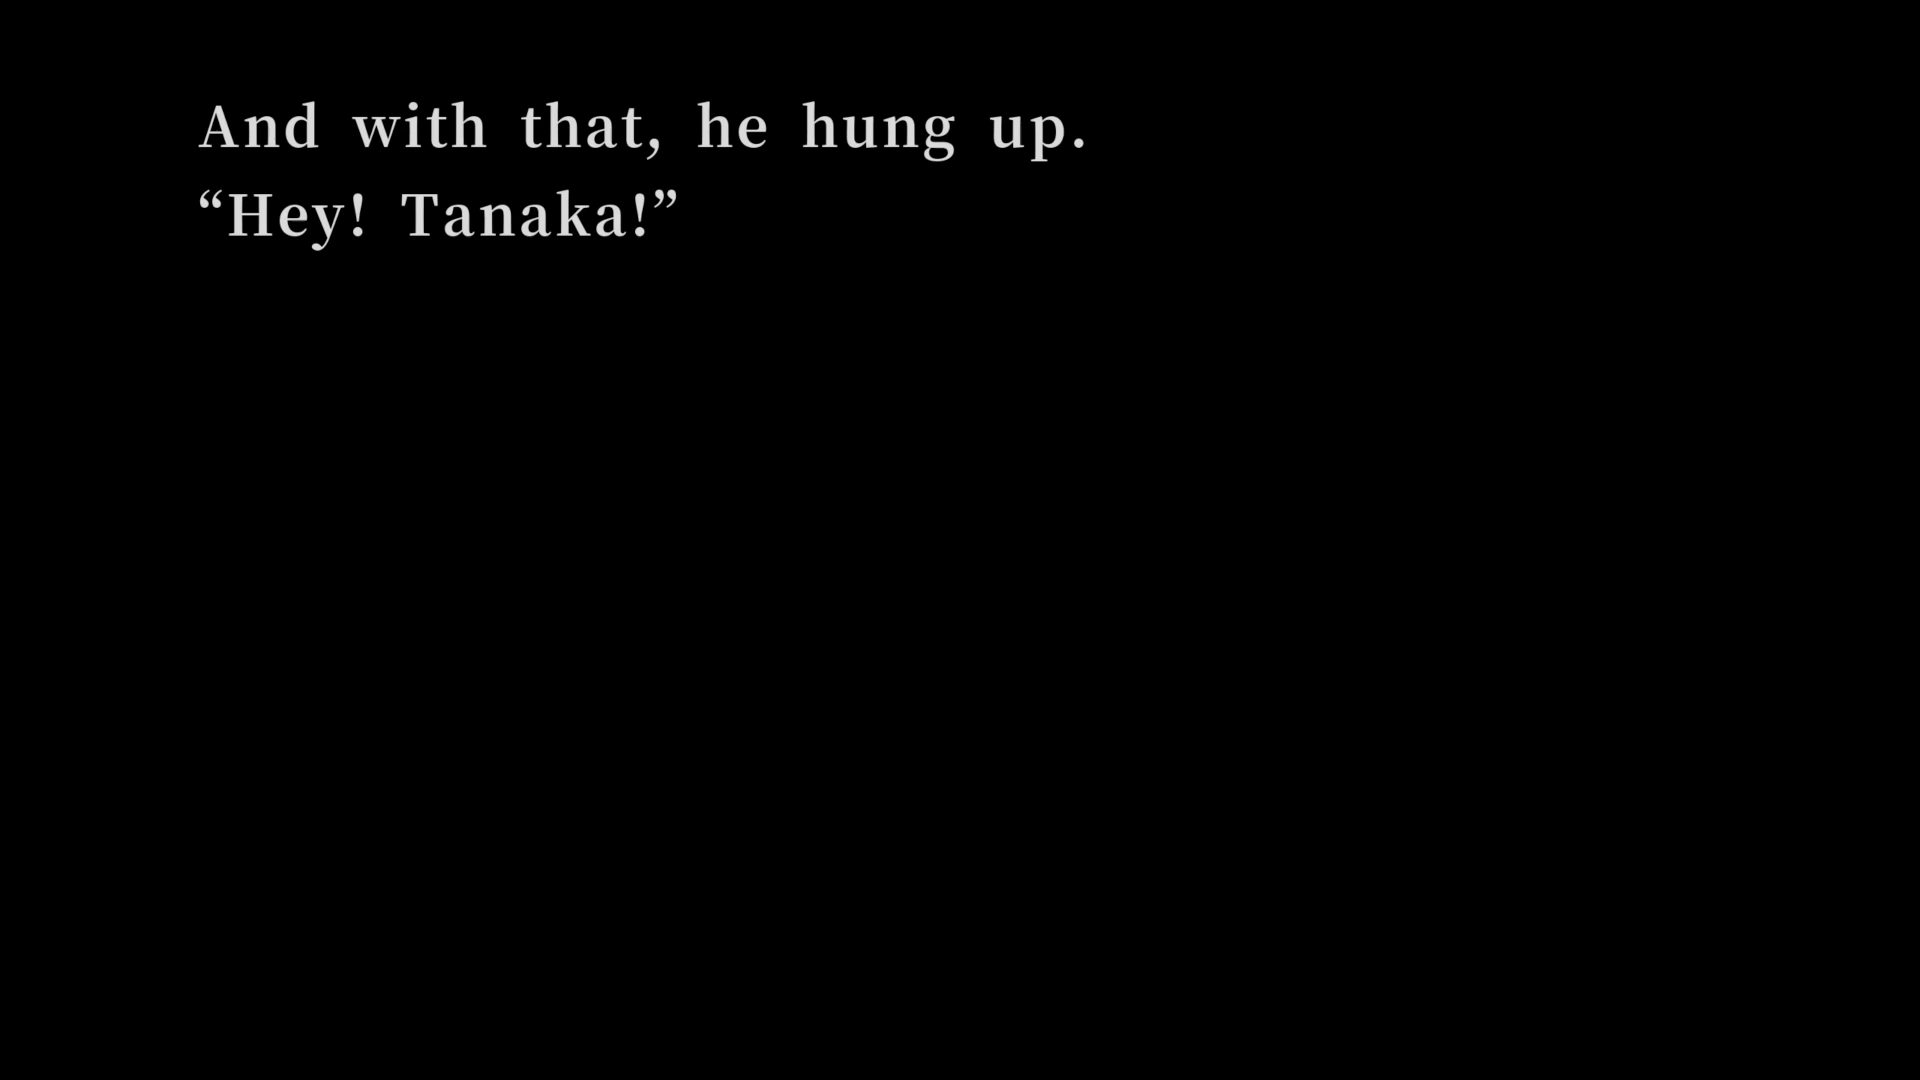 And with that, he hung up.
“Hey! Tanaka!”